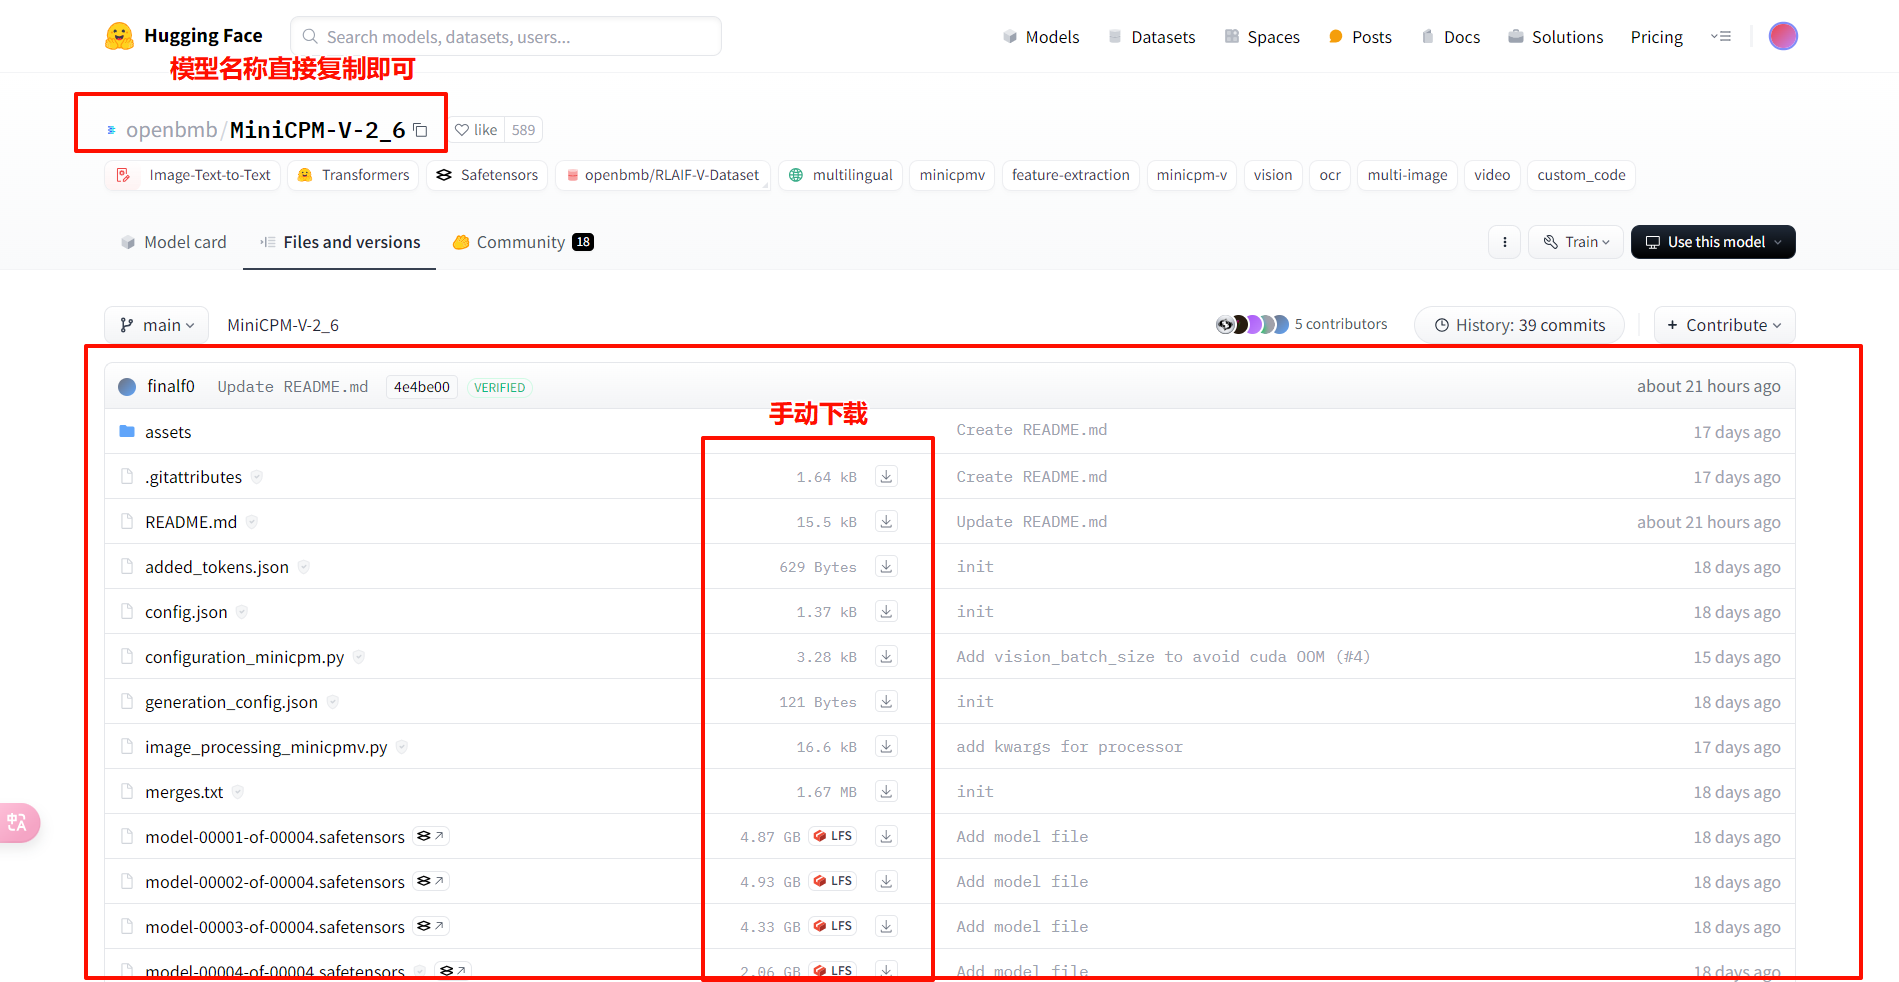 Hugging Face
Search models, datasets, users...
Models Datasets Spaces Posts Docs Solutions Pricing
模型名称直接复制即可
openbmb/MiniCPM-V-2_6 like 589
Image-Text-to-Text Transformers Safetensors openbmb/RLAIF-V-Dataset multilingual minicpmv feature-extraction minicpm-v vision ocr multi-image video custom_code
Model card Files and versions Community 18 Train Use this model
main MiniCPM-V-2_6 5 contributors History: 39 commits + Contribute
finalf0 Update README.md 4e4be00 VERIFIED about 21 hours ago
手动下载
assets Create README.md 17 days ago
.gitattributes 1.64 kB Create README.md 17 days ago
README.md 15.5 kB Update README.md about 21 hours ago
added_tokens.json 629 Bytes init 18 days ago
config.json 1.37 kB init 18 days ago
configuration_minicpm.py 3.28 kB Add vision_batch_size to avoid cuda OOM (#4) 15 days ago
generation_config.json 121 Bytes init 18 days ago
image_processing_minicpmv.py 16.6 kB add kwargs for processor 17 days ago
merges.txt 1.67 MB init 18 days ago
中A
model-00001-of-00004.safetensors 4.87 GB LFS Add model file 18 days ago
model-00002-of-00004.safetensors 4.93 GB LFS Add model file 18 days ago
model-00003-of-00004.safetensors 4.33 GB LFS Add model file 18 days ago
model-00004-of-00004.safetensors 2.06 GB LFS Add model file 18 days ago